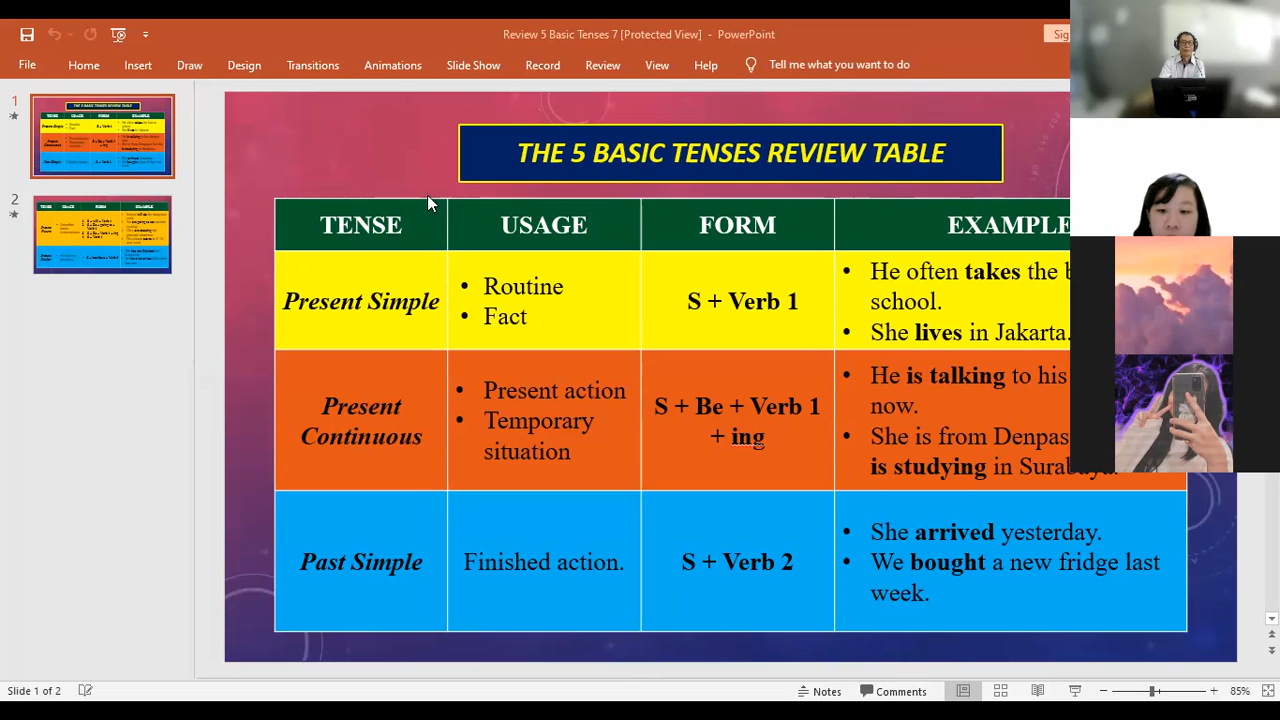 Review 5 Basic Tenses 7 [Protected View] - PowerPoint
Sig
File Home Insert Draw Design Transitions Animations Slide Show Record Review View Help Tell me what you want to do
1
2
THE 5 BASIC TENSES REVIEW TABLE
TENSE USAGE FORM EXAMPLE
Present Simple
• Routine
• Fact
S + Verb 1
• He often takes the b
school.
• She lives in Jakarta.
Present
Continuous
• Present action
• Temporary
situation
S + Be + Verb 1
+ ing
• He is talking to his
now.
• She is from Denpas
is studying in Surabaya.
Past Simple
Finished action.
S + Verb 2
• She arrived yesterday.
• We bought a new fridge last
week.
Slide 1 of 2
Notes Comments 85%